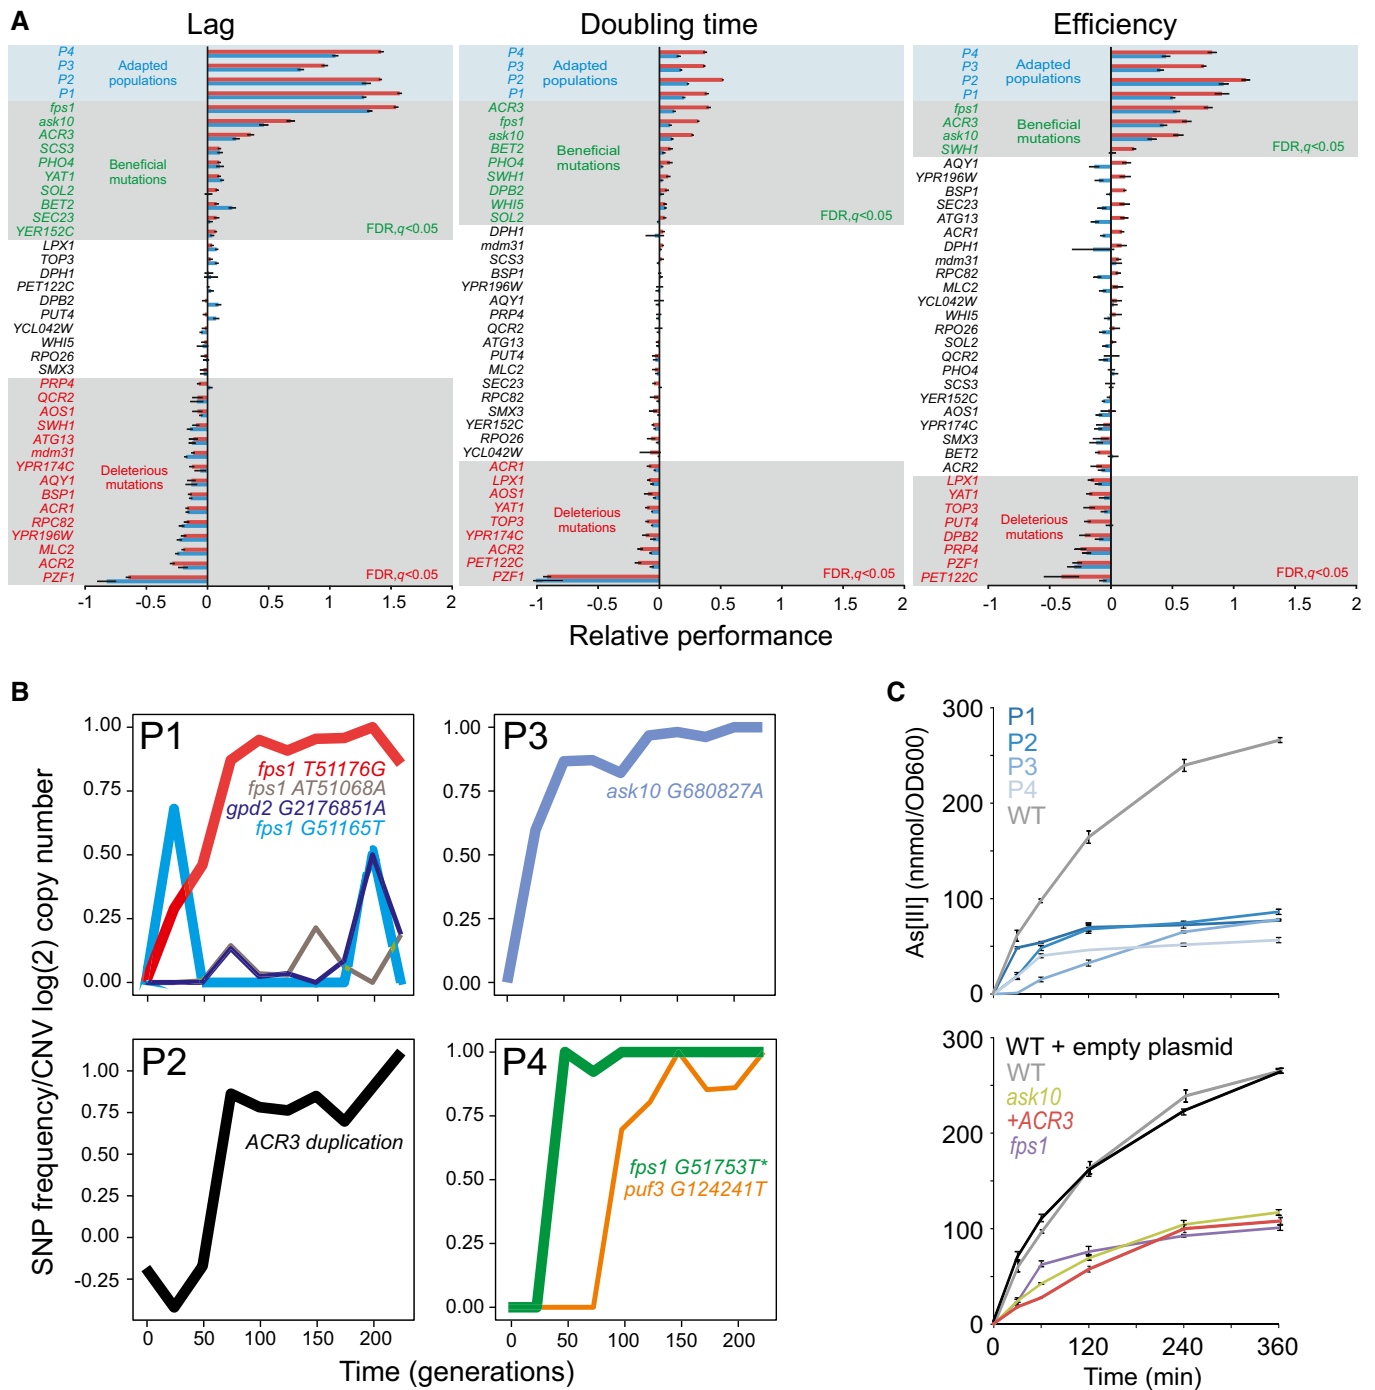 A
Lag
Doubling time
Efficiency
P4
P3
P2
P1
fps1
ask10
ACR3
SCS3
PHO4
YAT1
SOL2
BET2
SEC23
YER152C
LPX1
TOP3
DPH1
PET122C
DPB2
PUT4
YCL042W
WHI5
RPO26
SMX3
PRP4
QCR2
AOS1
SWH1
ATG13
mdm31
YPR174C
AQY1
BSP1
ACR1
RPC82
YPR196W
MLC2
ACR2
PZF1
Adapted
populations
Beneficial
mutations
FDR,q<0.05
Deleterious
mutations
FDR,q<0.05
-1 -0.5 0 0.5 1 1.5 2
P4
P3
P2
P1
ACR3
fps1
ask10
BET2
PHO4
SWH1
DPB2
WHI5
SOL2
DPH1
mdm31
SCS3
BSP1
YPR196W
AQY1
PRP4
QCR2
ATG13
PUT4
MLC2
SEC23
RPC82
SMX3
YER152C
RPO26
YCL042W
ACR1
LPX1
AOS1
YAT1
TOP3
YPR174C
ACR2
PET122C
PZF1
Adapted
populations
Beneficial
mutations
FDR,q<0.05
Deleterious
mutations
FDR,q<0.05
-1 -0.5 0 0.5 1 1.5 2
P4
P3
P2
P1
fps1
ACR3
ask10
SWH1
AQY1
YPR196W
BSP1
SEC23
ATG13
ACR1
DPH1
mdm31
RPC82
MLC2
YCL042W
WHI5
RPO26
SOL2
QCR2
PHO4
SCS3
YER152C
AOS1
YPR174C
SMX3
BET2
ACR2
LPX1
YAT1
TOP3
PUT4
DPB2
PRP4
PZF1
PET122C
Adapted
populations
Beneficial
mutations
FDR,q<0.05
Deleterious
mutations
FDR,q<0.05
-1 -0.5 0 0.5 1 1.5 2
Relative performance
B
SNP frequency/CNV log(2) copy number
P1
1.00
0.75
0.50
0.25
0.00
fps1 T51176G
fps1 AT51068A
gpd2 G2176851A
fps1 G51165T
P3
1.00
0.75
0.50
0.25
0.00
ask10 G680827A
P2
1.00
0.75
0.50
0.25
0.00
-0.25
ACR3 duplication
0 50 100 150 200
P4
1.00
0.75
0.50
0.25
0.00
fps1 G51753T*
puf3 G124241T
0 50 100 150 200
Time (generations)
C
As[III] (nnmol/OD600)
300
200
100
0
P1
P2
P3
P4
WT
300
200
100
0
WT + empty plasmid
WT
ask10
+ACR3
fps1
0 120 240 360
Time (min)